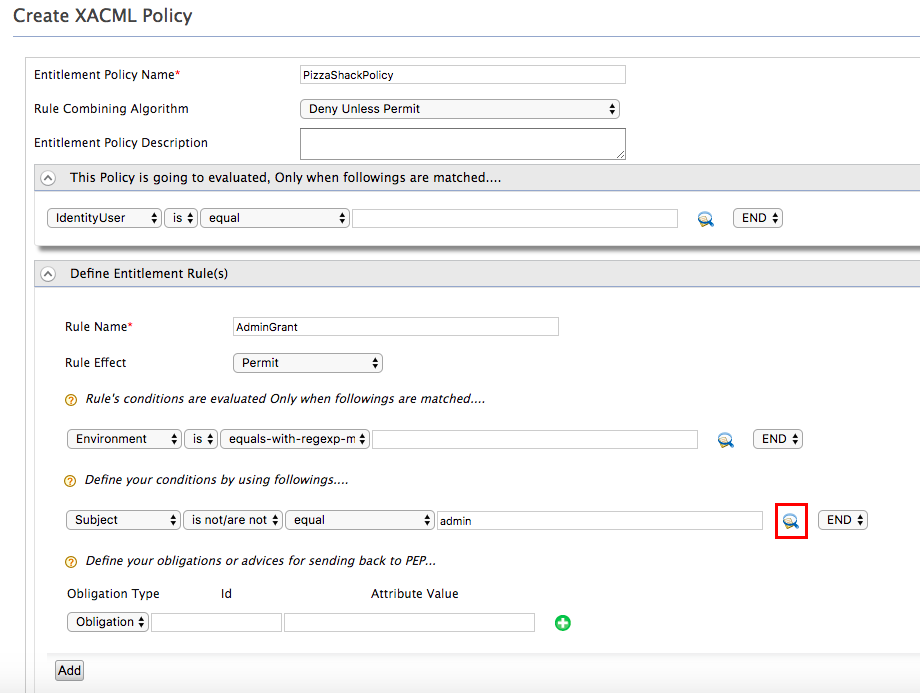 Create XACML Policy
Entitlement Policy Name* PizzaShackPolicy
Rule Combining Algorithm Deny Unless Permit
Entitlement Policy Description
This Policy is going to evaluated, Only when followings are matched....
IdentityUser is equal END
Define Entitlement Rule(s)
Rule Name* AdminGrant
Rule Effect Permit
? Rule's conditions are evaluated Only when followings are matched....
Environment is equals-with-regexp-m END
? Define your conditions by using followings....
Subject is not/are not equal admin END
? Define your obligations or advices for sending back to PEP...
Obligation Type Id Attribute Value
Obligation
Add